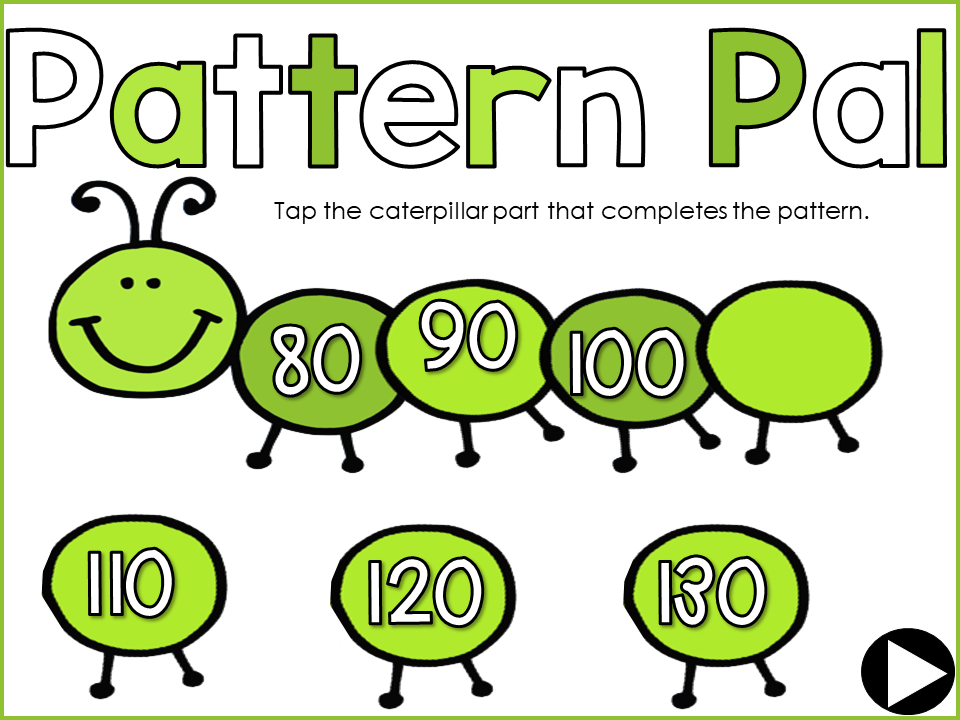 Pattern Pal
Tap the caterpillar part that completes the pattern.
80 90 100
110 120 130